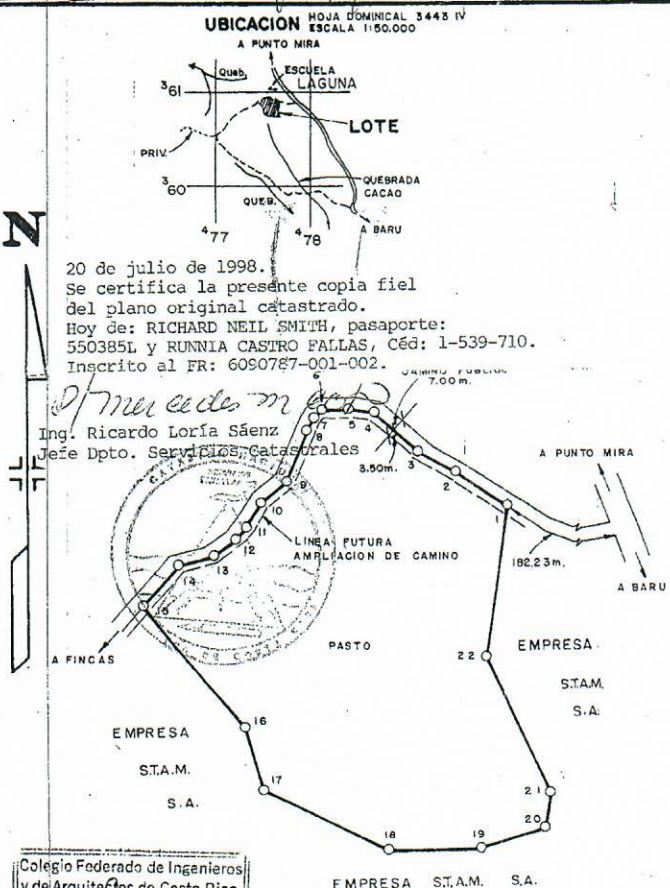 UBICACION HOJA DOMINICAL 3443 IV
ESCALA 1:50.000
A PUNTO MIRA
Queb.
ESCUELA
LAGUNA
361
LOTE
PRIV.
360
QUEBRADA
CACAO
QUEB.
A BARU
477
478
N
20 de julio de 1998.
Se certifica la presente copia fiel
del plano original catastrado.
Hoy de: RICHARD NEIL SMITH, pasaporte:
550385L y RUNNIA CASTRO FALLAS, Céd: 1-539-710.
Inscrito al FR: 6090787-001-002.
CAMINO PUBLICO
7.00 m.
Ing. Ricardo Loría Sáenz
Jefe Dpto. Servicios Catastrales
6
7
5
4
8
3.50m.
3
2
1
A PUNTO MIRA
9
10
11
12
13
14
15
LINEA FUTURA
AMPLIACION DE CAMINO
182.23 m.
A BARU
A FINCAS
PASTO
22
EMPRESA
S.T.A.M.
S.A.
16
EMPRESA
S.T.A.M.
S.A.
17
21
20
18
19
Colegio Federado de Ingenieros
y de Arquitectos de Costa Rica
EMPRESA S.T.A.M. S.A.